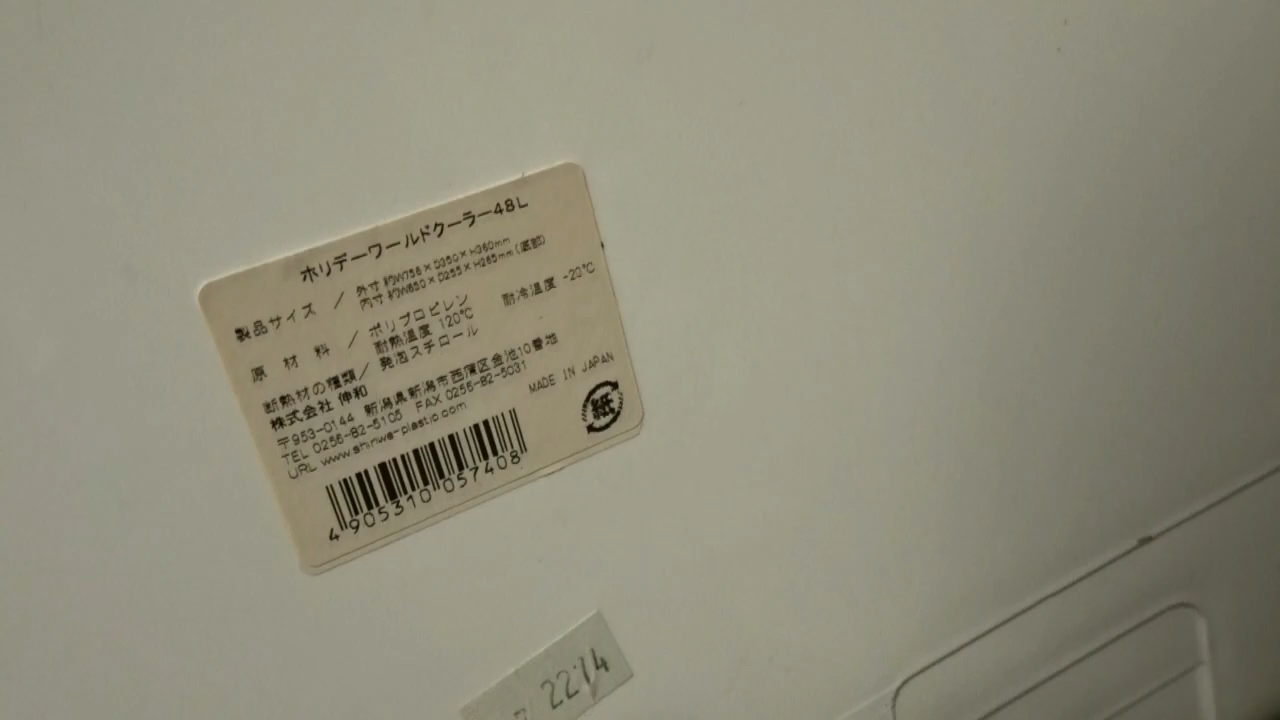 ホリデーワールドクーラー48L
製品サイズ / 外寸 約W756×D350×H360mm
内寸 約W650×D255×H265mm(底部)
原 材 料 / ポリプロピレン 耐冷温度 -20℃
耐熱温度 120℃
断熱材の種類/ 発泡スチロール
株式会社 伸和
〒953-0144 新潟県新潟市西蒲区金池10番地
TEL 0256-82-5105 FAX 0256-82-5031
URL www.shinwa-plastic.com
MADE IN JAPAN
紙
4905310057408
2214